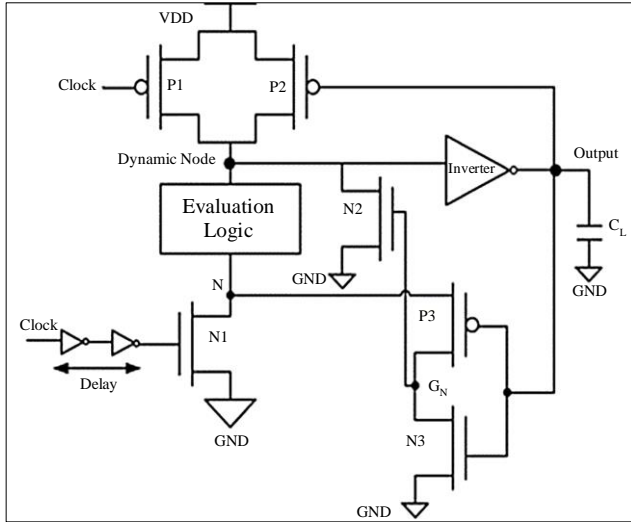 VDD
Clock
P1
P2
Dynamic Node
Inverter
Output
Evaluation
Logic
N2
C_L
GND
GND
N
P3
Clock
N1
Delay
G_N
GND
N3
GND